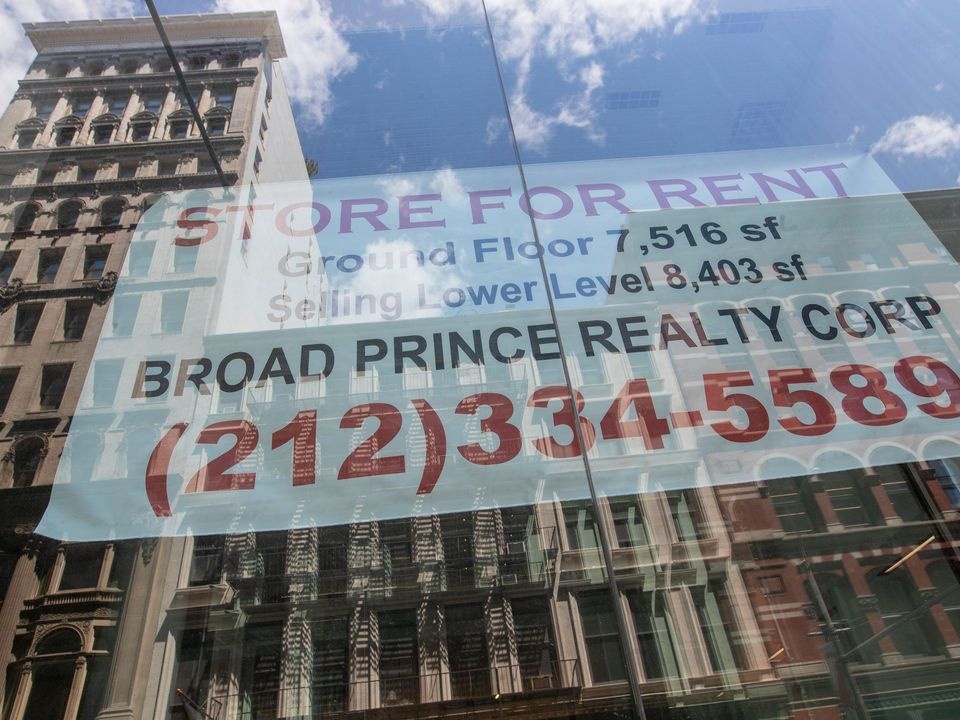 STORE FOR RENT
Ground Floor 7,516 sf
Selling Lower Level 8,403 sf
BROAD PRINCE REALTY CORP
(212)334-5589